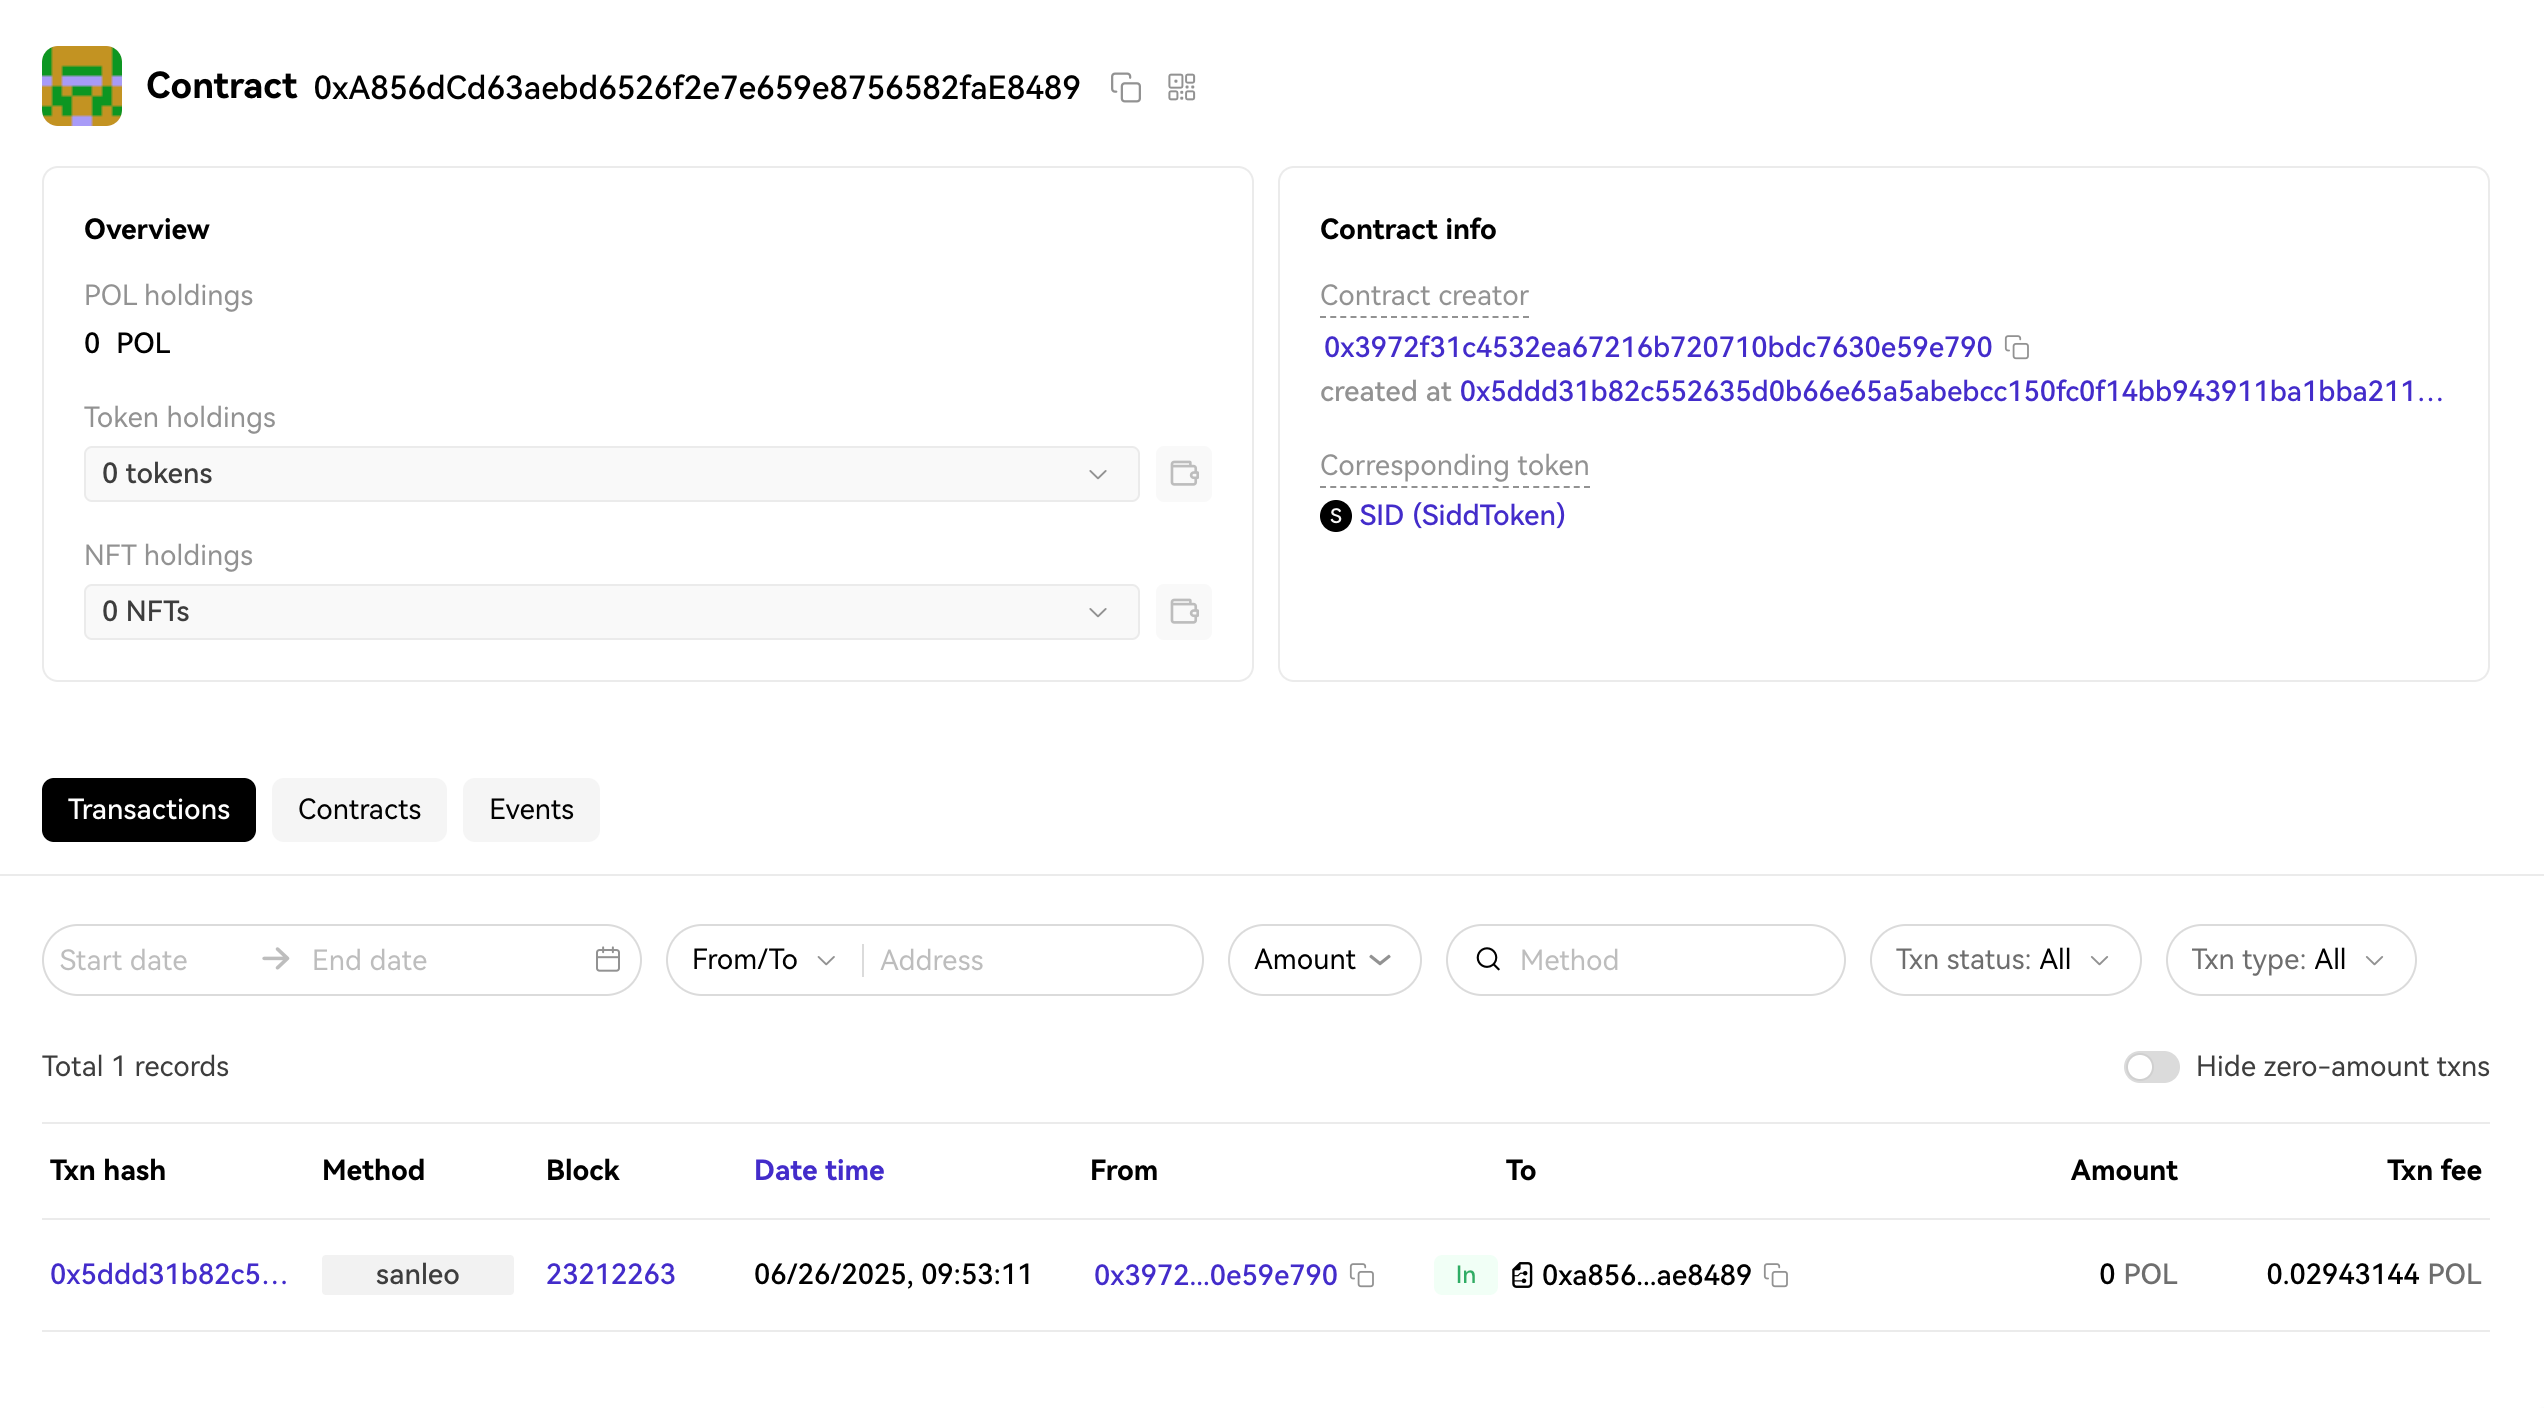 Contract 0xA856dCd63aebd6526f2e7e659e8756582faE8489
Overview
POL holdings
0 POL
Token holdings
0 tokens
NFT holdings
0 NFTs
Contract info
Contract creator
0x3972f31c4532ea67216b720710bdc7630e59e790
created at 0x5ddd31b82c552635d0b66e65a5abebcc150fc0f14bb943911ba1bba211...
Corresponding token
S SID (SiddToken)
Transactions Contracts Events
Start date → End date From/To Address Amount Method Txn status: All Txn type: All
Total 1 records Hide zero-amount txns
Txn hash Method Block Date time From To Amount Txn fee
0x5ddd31b82c5... sanleo 23212263 06/26/2025, 09:53:11 0x3972...0e59e790 In 0xa856...ae8489 0 POL 0.02943144 POL